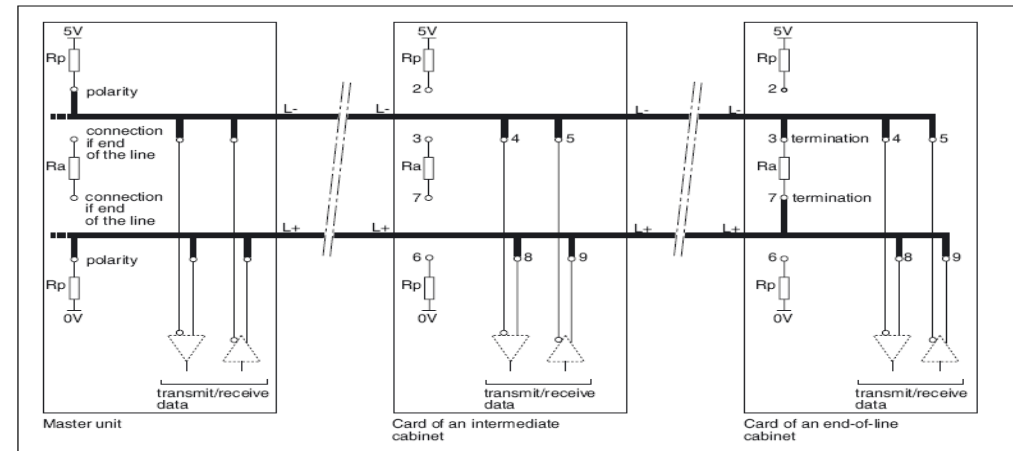 5V
Rp
polarity
L-
connection
if end
of the line
Ra
connection
if end
of the line
L+
polarity
Rp
0V
transmit/receive
data
Master unit
5V
Rp
2
L-
3
4
5
Ra
7
L+
6
8
9
Rp
0V
transmit/receive
data
Card of an intermediate
cabinet
L-
L+
5V
Rp
2
L-
3
termination
4
5
Ra
7
termination
L+
6
8
9
Rp
0V
transmit/receive
data
Card of an end-of-line
cabinet